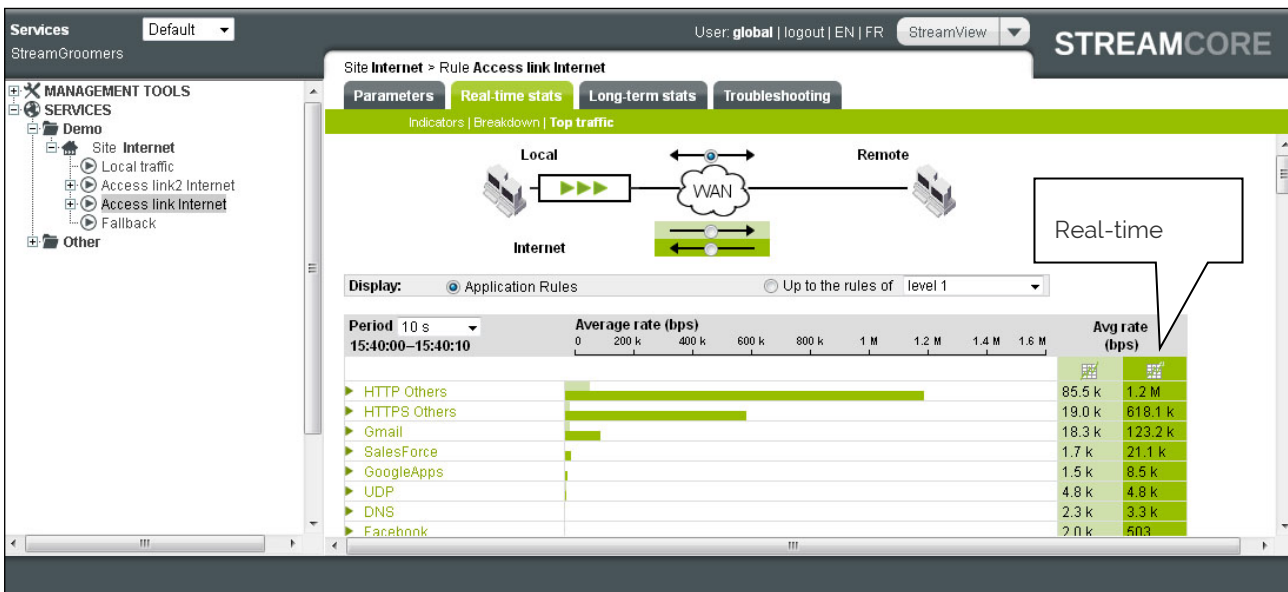 Services Default
StreamGroomers
User: global | logout | EN | FR StreamView
STREAMCORE
MANAGEMENT TOOLS
SERVICES
Demo
Site Internet
Local traffic
Access link2 Internet
Access link Internet
Fallback
Other
Site Internet > Rule Access link Internet
Parameters Real-time stats Long-term stats Troubleshooting
Indicators | Breakdown | Top traffic
Local Remote
WAN
Internet
Real-time
Display: Application Rules Up to the rules of level 1
Period 10 s Average rate (bps) Avg rate
15:40:00–15:40:10 0 200 k 400 k 600 k 800 k 1 M 1.2 M 1.4 M 1.6 M (bps)
HTTP Others 85.5 k 1.2 M
HTTPS Others 19.0 k 618.1 k
Gmail 18.3 k 123.2 k
SalesForce 1.7 k 21.1 k
GoogleApps 1.5 k 8.5 k
UDP 4.8 k 4.8 k
DNS 2.3 k 3.3 k
Facebook 2.0 k 503